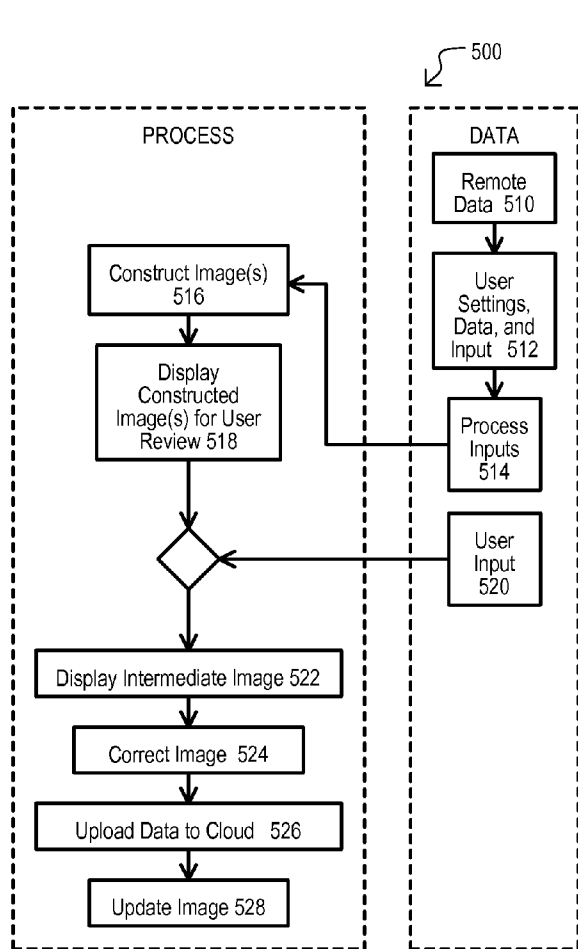 500
PROCESS
Construct Image(s)
516
Display
Constructed
Image(s) for User
Review 518
Display Intermediate Image 522
Correct Image 524
Upload Data to Cloud 526
Update Image 528
DATA
Remote
Data 510
User
Settings,
Data, and
Input 512
Process
Inputs
514
User
Input
520